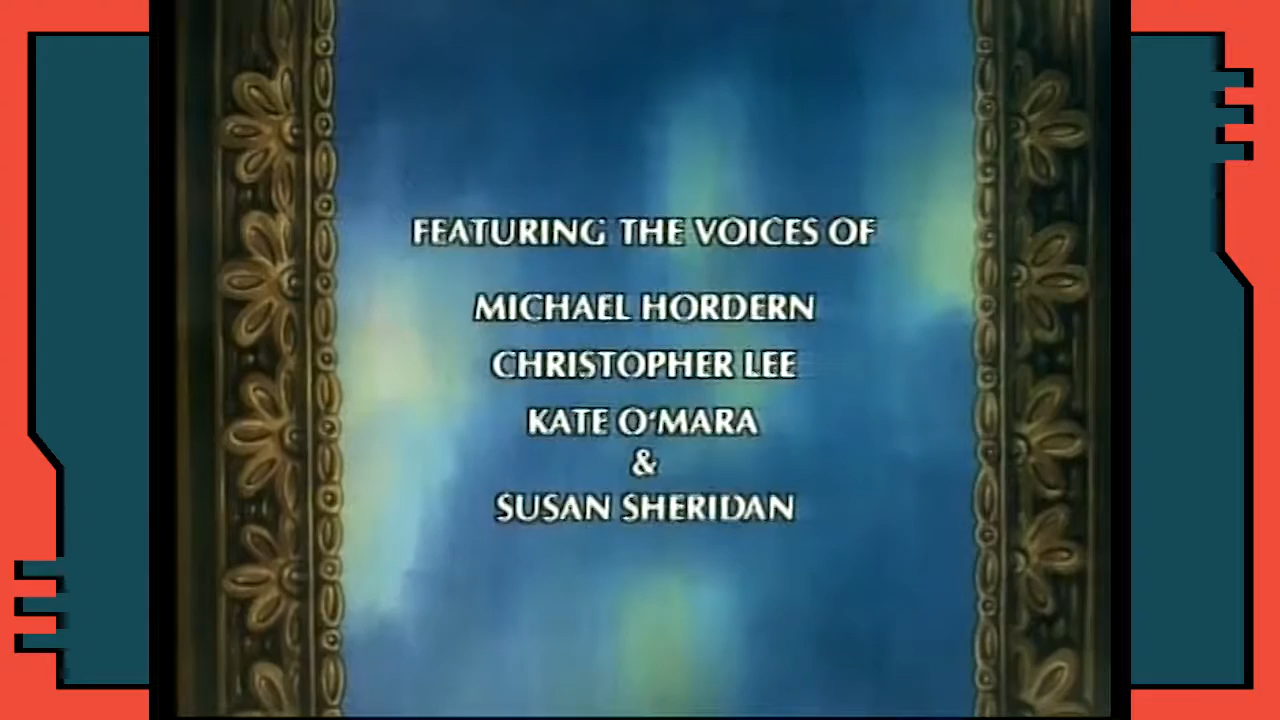 FEATURING THE VOICES OF
MICHAEL HORDERN
CHRISTOPHER LEE
KATE O‘MARA
&
SUSAN SHERIDAN